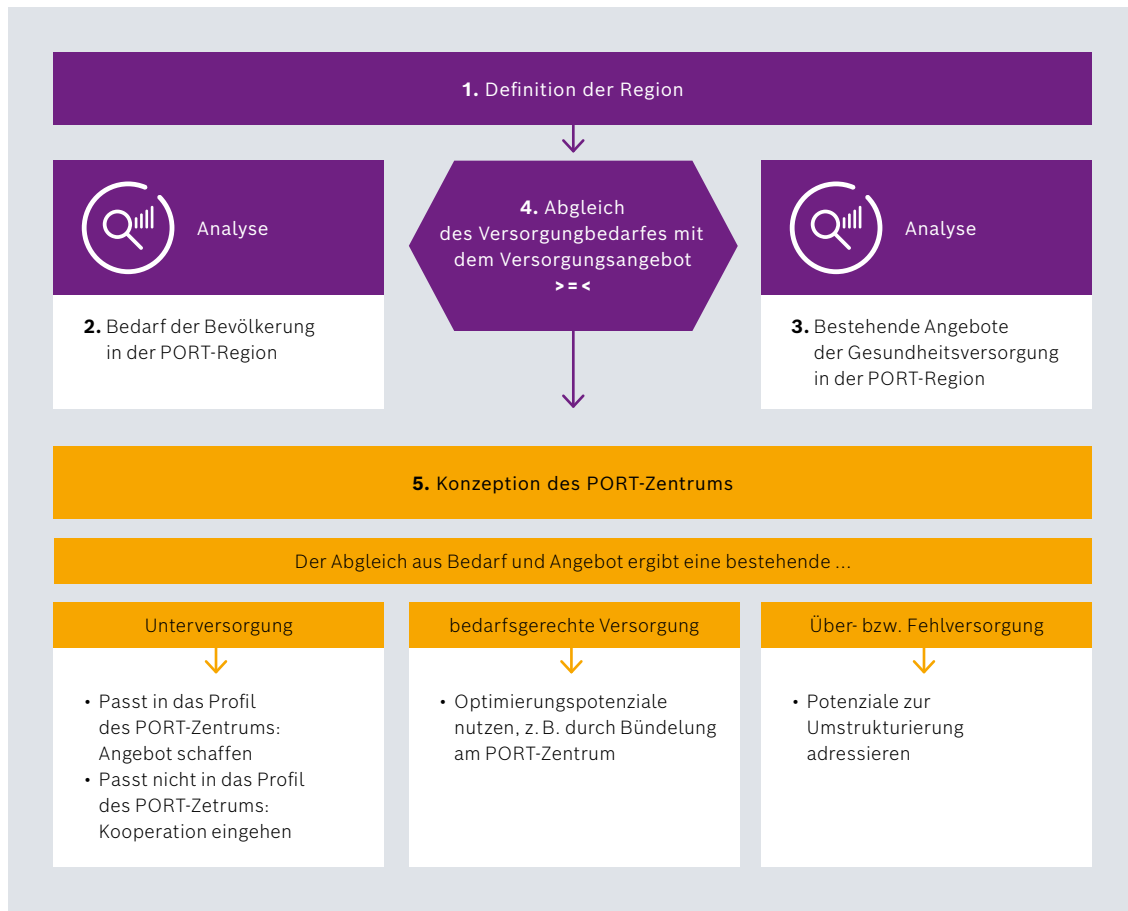 1. Definition der Region
Analyse
2. Bedarf der Bevölkerung
in der PORT-Region
4. Abgleich
des Versorgungbedarfes mit
dem Versorgungsangebot
> = <
Analyse
3. Bestehende Angebote
der Gesundheitsversorgung
in der PORT-Region
5. Konzeption des PORT-Zentrums
Der Abgleich aus Bedarf und Angebot ergibt eine bestehende ...
Unterversorgung
• Passt in das Profil
des PORT-Zentrums:
Angebot schaffen
• Passt nicht in das Profil
des PORT-Zetrums:
Kooperation eingehen
bedarfsgerechte Versorgung
• Optimierungspotenziale
nutzen, z. B. durch Bündelung
am PORT-Zentrum
Über- bzw. Fehlversorgung
• Potenziale zur
Umstrukturierung
adressieren